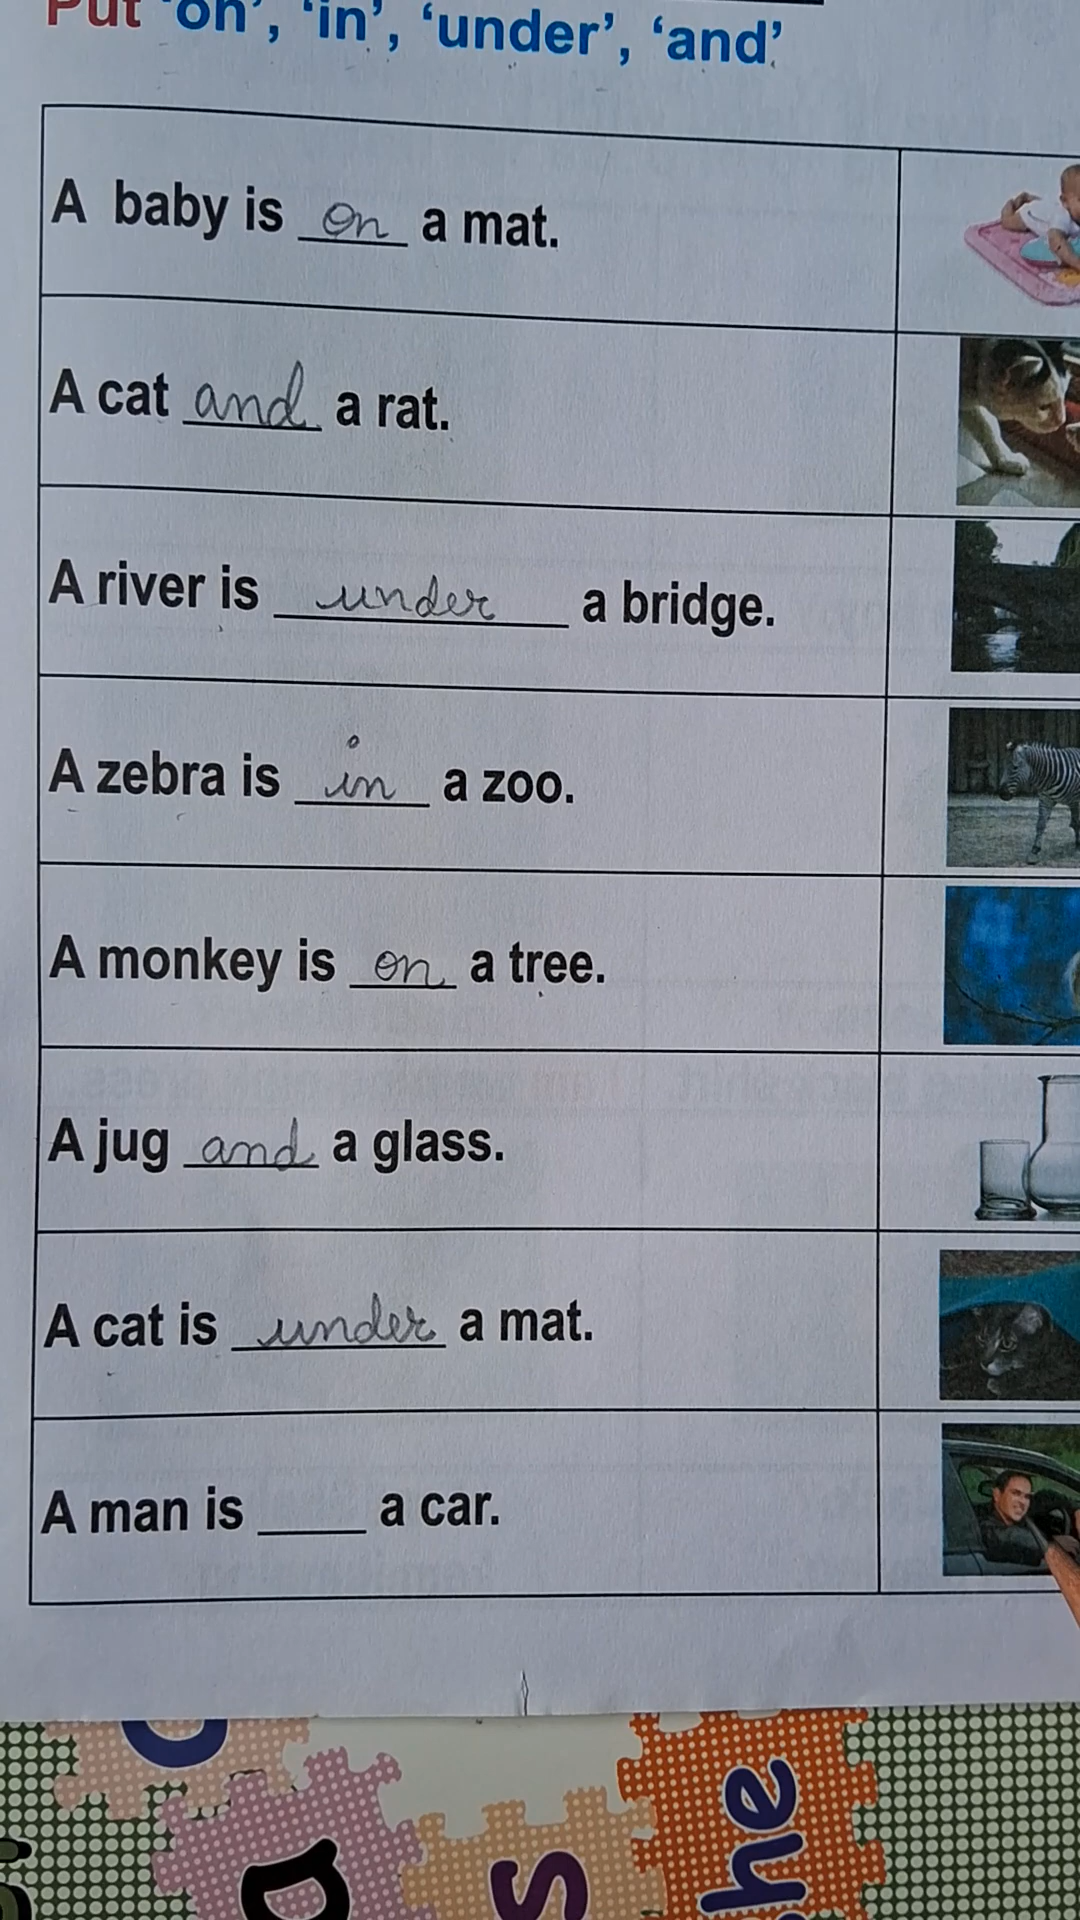 Put 'on', 'in', 'under', 'and'
A baby is on a mat.
A cat and a rat.
A river is under a bridge.
A zebra is in a zoo.
A monkey is on a tree.
A jug and a glass.
A cat is under a mat.
A man is ____ a car.
a
s
he